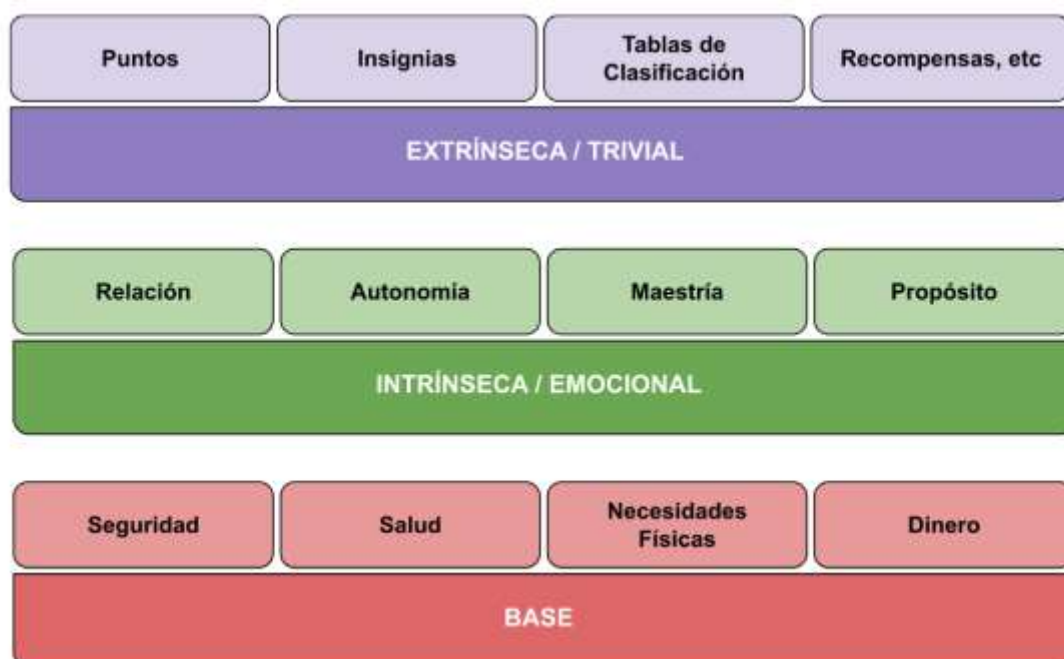 Puntos
Insignias
Tablas de
Clasificación
Recompensas, etc
EXTRÍNSECA / TRIVIAL
Relación
Autonomía
Maestría
Propósito
INTRÍNSECA / EMOCIONAL
Seguridad
Salud
Necesidades
Físicas
Dinero
BASE